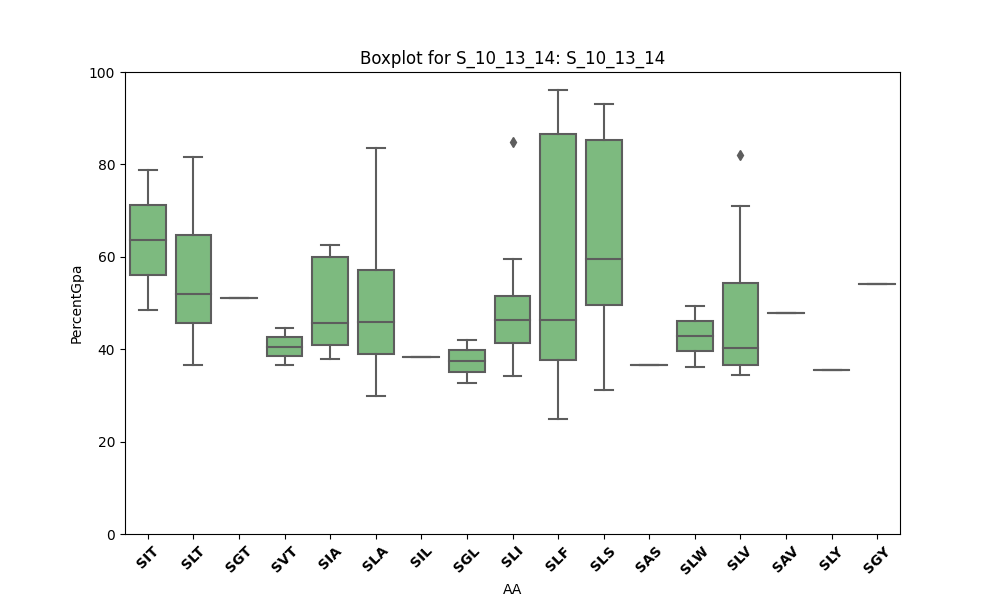 Boxplot for S_10_13_14: S_10_13_14
PercentGpa
100
80
60
40
20
0
SIT SLT SGT SVT SIA SLA SIL SGL SLI SLF SLS SAS SLW SLV SAV SLY SGY
AA